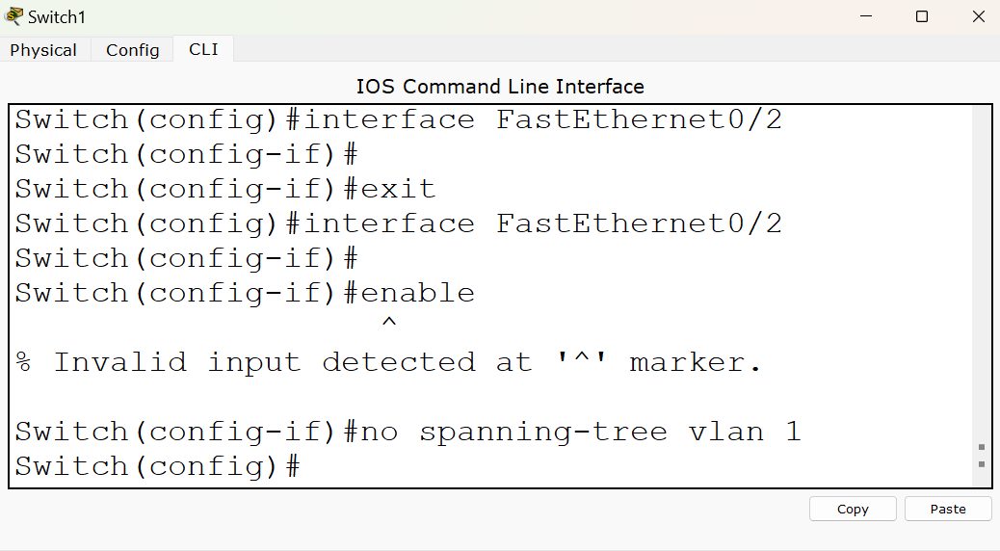 Switch1
Physical Config CLI
IOS Command Line Interface
Switch(config)#interface FastEthernet0/2
Switch(config-if)#
Switch(config-if)#exit
Switch(config)#interface FastEthernet0/2
Switch(config-if)#
Switch(config-if)#enable
^
% Invalid input detected at '^' marker.
Switch(config-if)#no spanning-tree vlan 1
Switch(config)#
Copy Paste